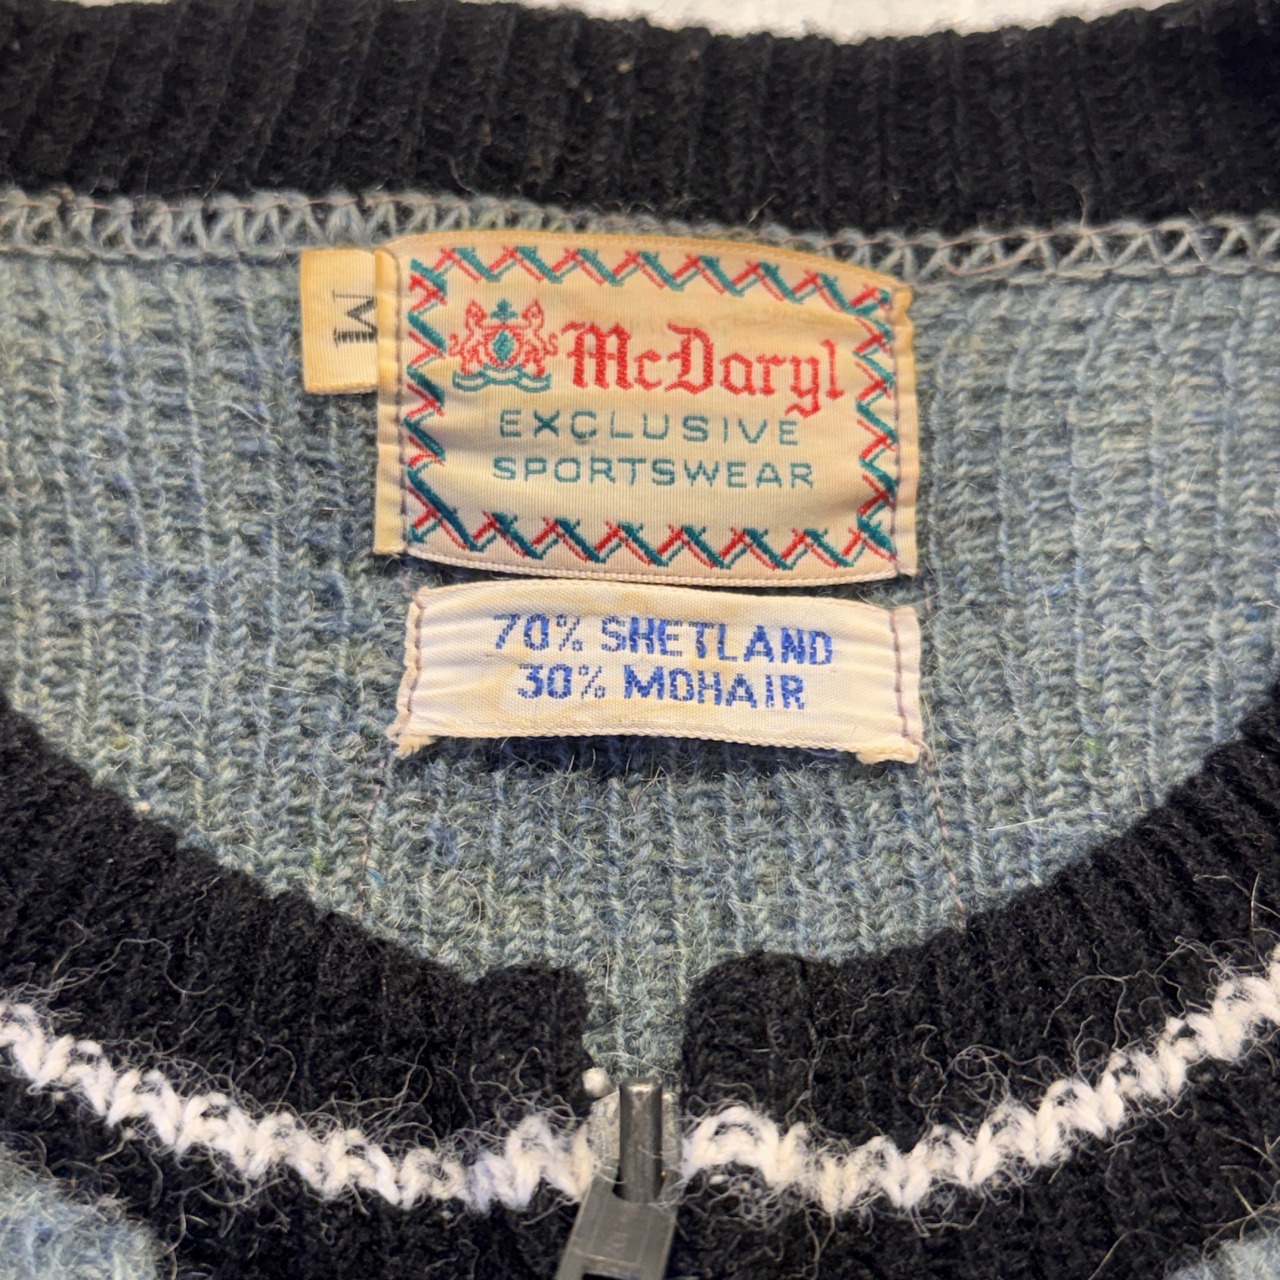 M
McDaryl
EXCLUSIVE
SPORTSWEAR
70% SHETLAND
30% MOHAIR